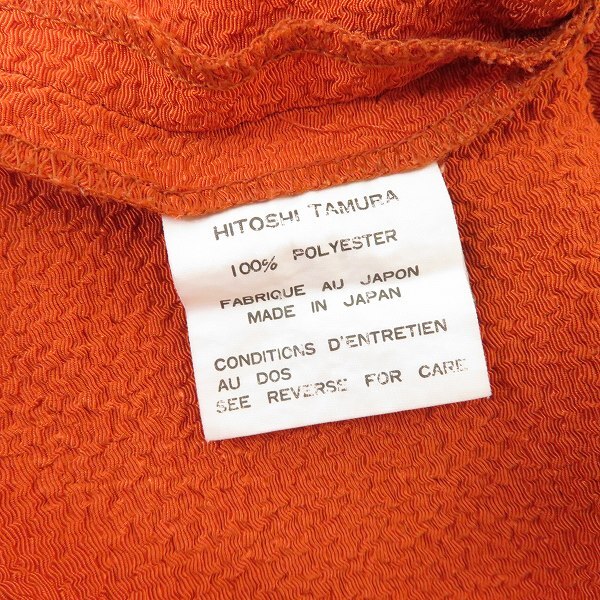 HITOSHI TAMURA
100% POLYESTER
FABRIQUE AU JAPON
MADE IN JAPAN
CONDITIONS D'ENTRETIEN
AU DOS
SEE REVERSE FOR CARE